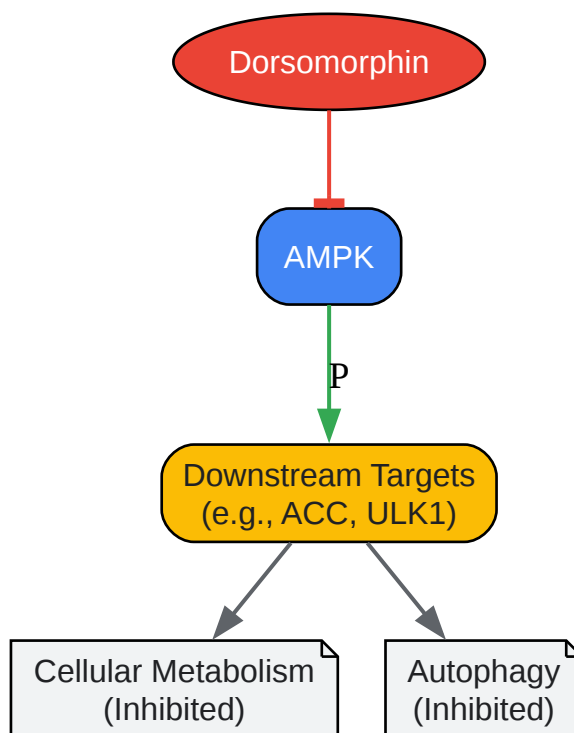 Dorsomorphin
AMPK
P
Downstream Targets
(e.g., ACC, ULK1)
Cellular Metabolism
(Inhibited)
Autophagy
(Inhibited)